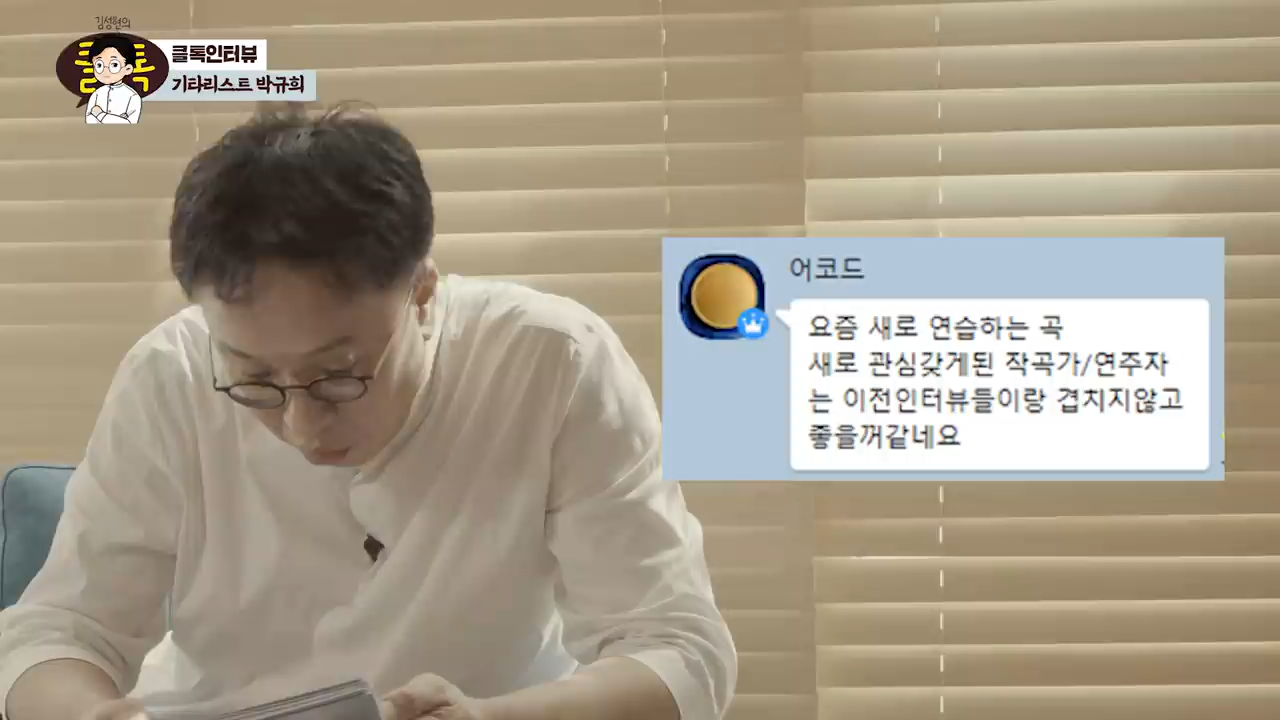 김성현의
클톡
클톡인터뷰
기타리스트 박규희
어코드
요즘 새로 연습하는 곡
새로 관심갖게된 작곡가/연주자
는 이전인터뷰들이랑 겹치지않고
좋을꺼같네요